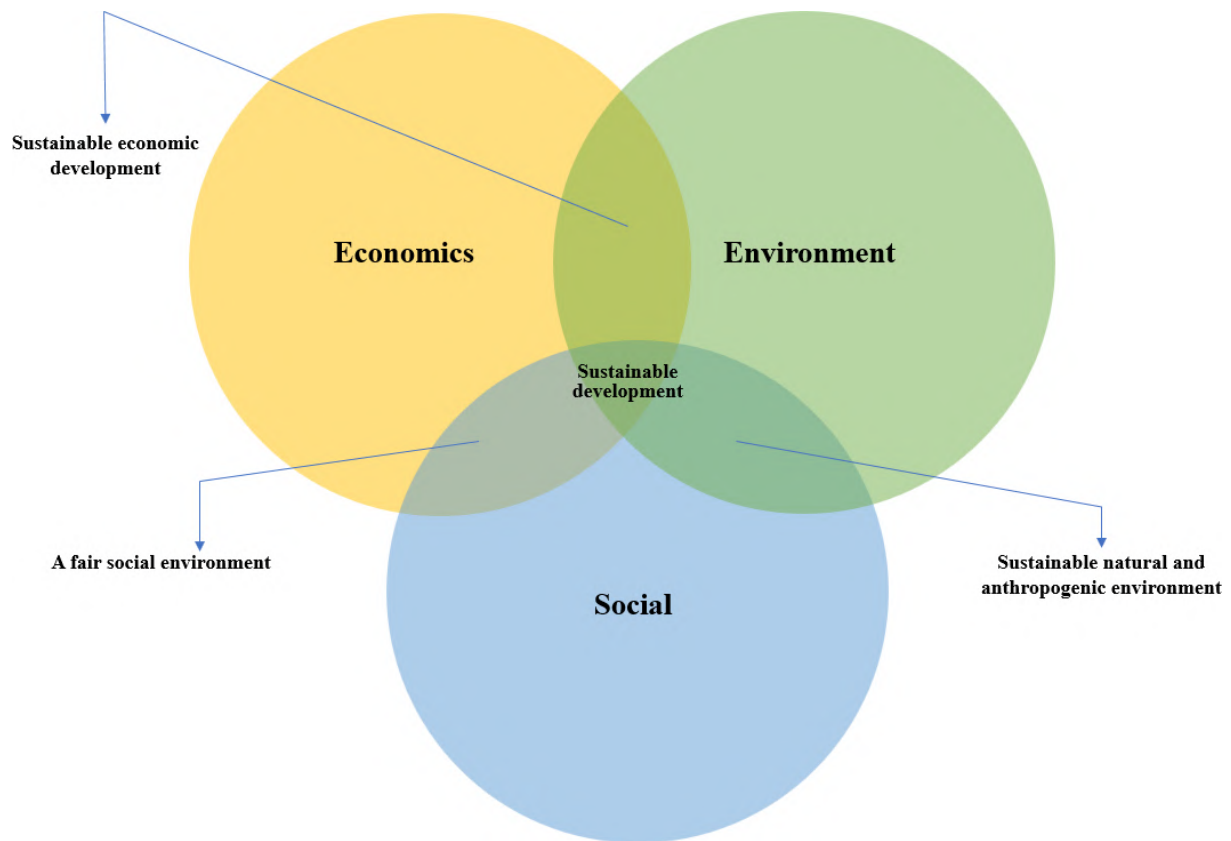 Sustainable economic
development
Economics
Environment
Sustainable
development
A fair social environment
Sustainable natural and
anthropogenic environment
Social